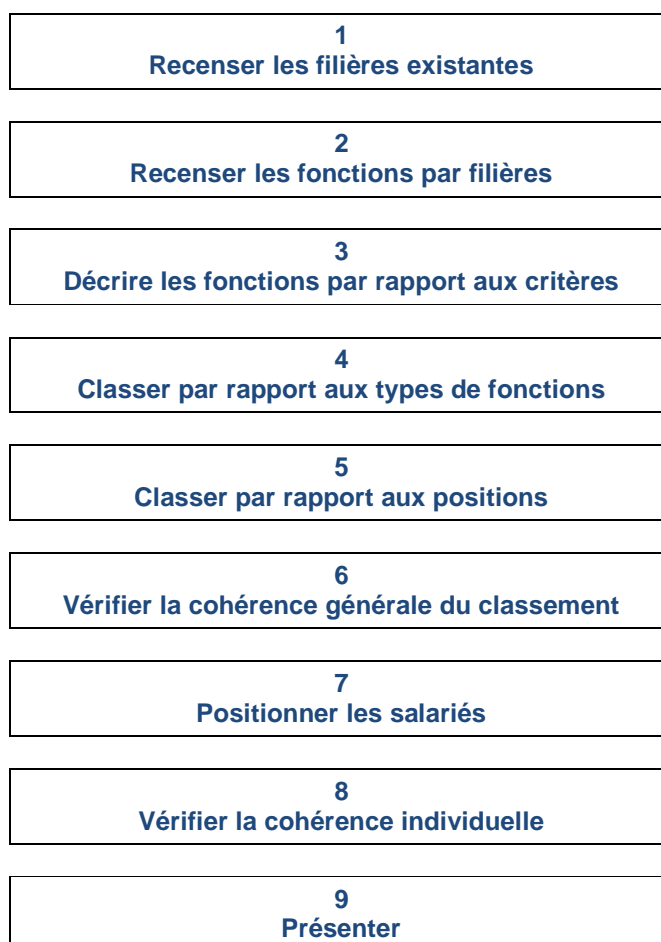 1
Recenser les filières existantes
2
Recenser les fonctions par filières
3
Décrire les fonctions par rapport aux critères
4
Classer par rapport aux types de fonctions
5
Classer par rapport aux positions
6
Vérifier la cohérence générale du classement
7
Positionner les salariés
8
Vérifier la cohérence individuelle
9
Présenter